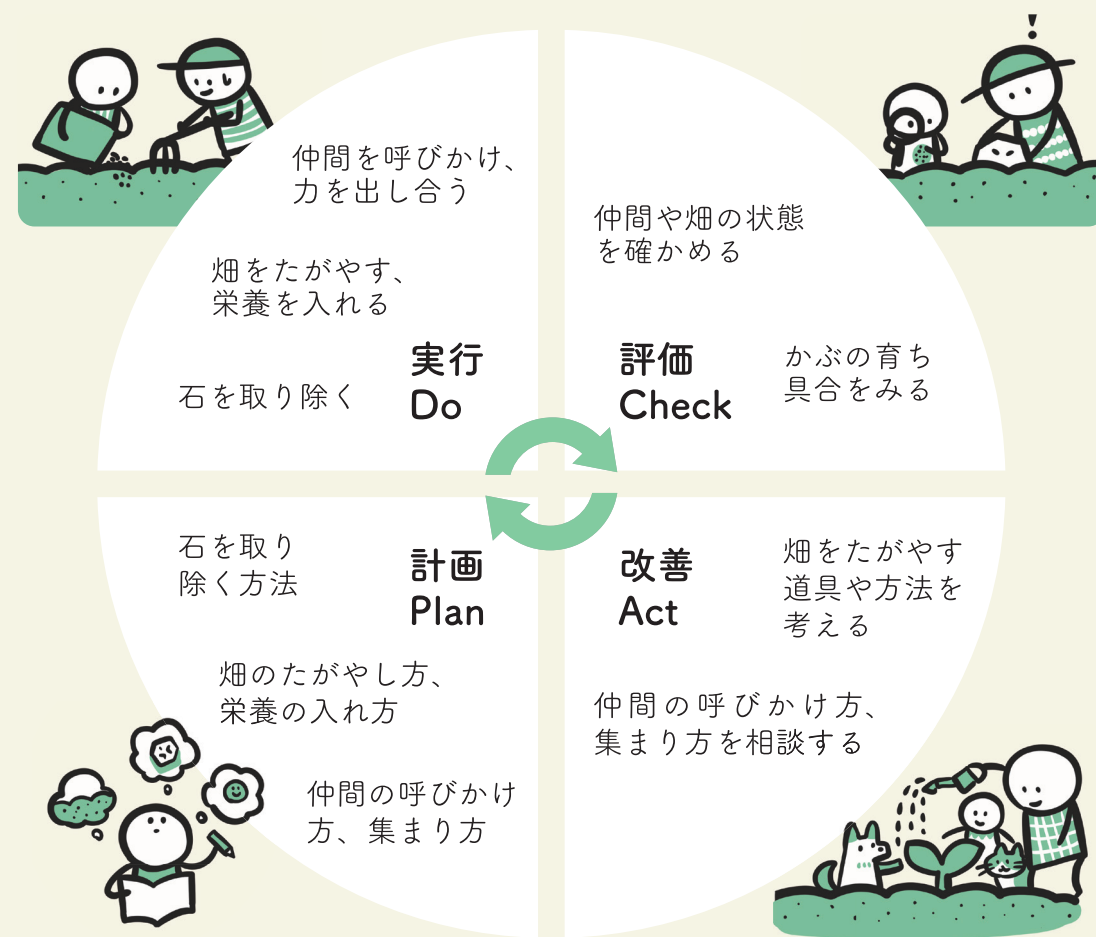 仲間を呼びかけ、
力を出し合う
畑をたがやす、
栄養を入れる
石を取り除く
実行
Do
仲間や畑の状態
を確かめる
評価
Check
かぶの育ち
具合をみる
石を取り
除く方法
計画
Plan
畑のたがやし方、
栄養の入れ方
仲間の呼びかけ
方、集まり方
改善
Act
畑をたがやす
道具や方法を
考える
仲間の呼びかけ方、
集まり方を相談する
!